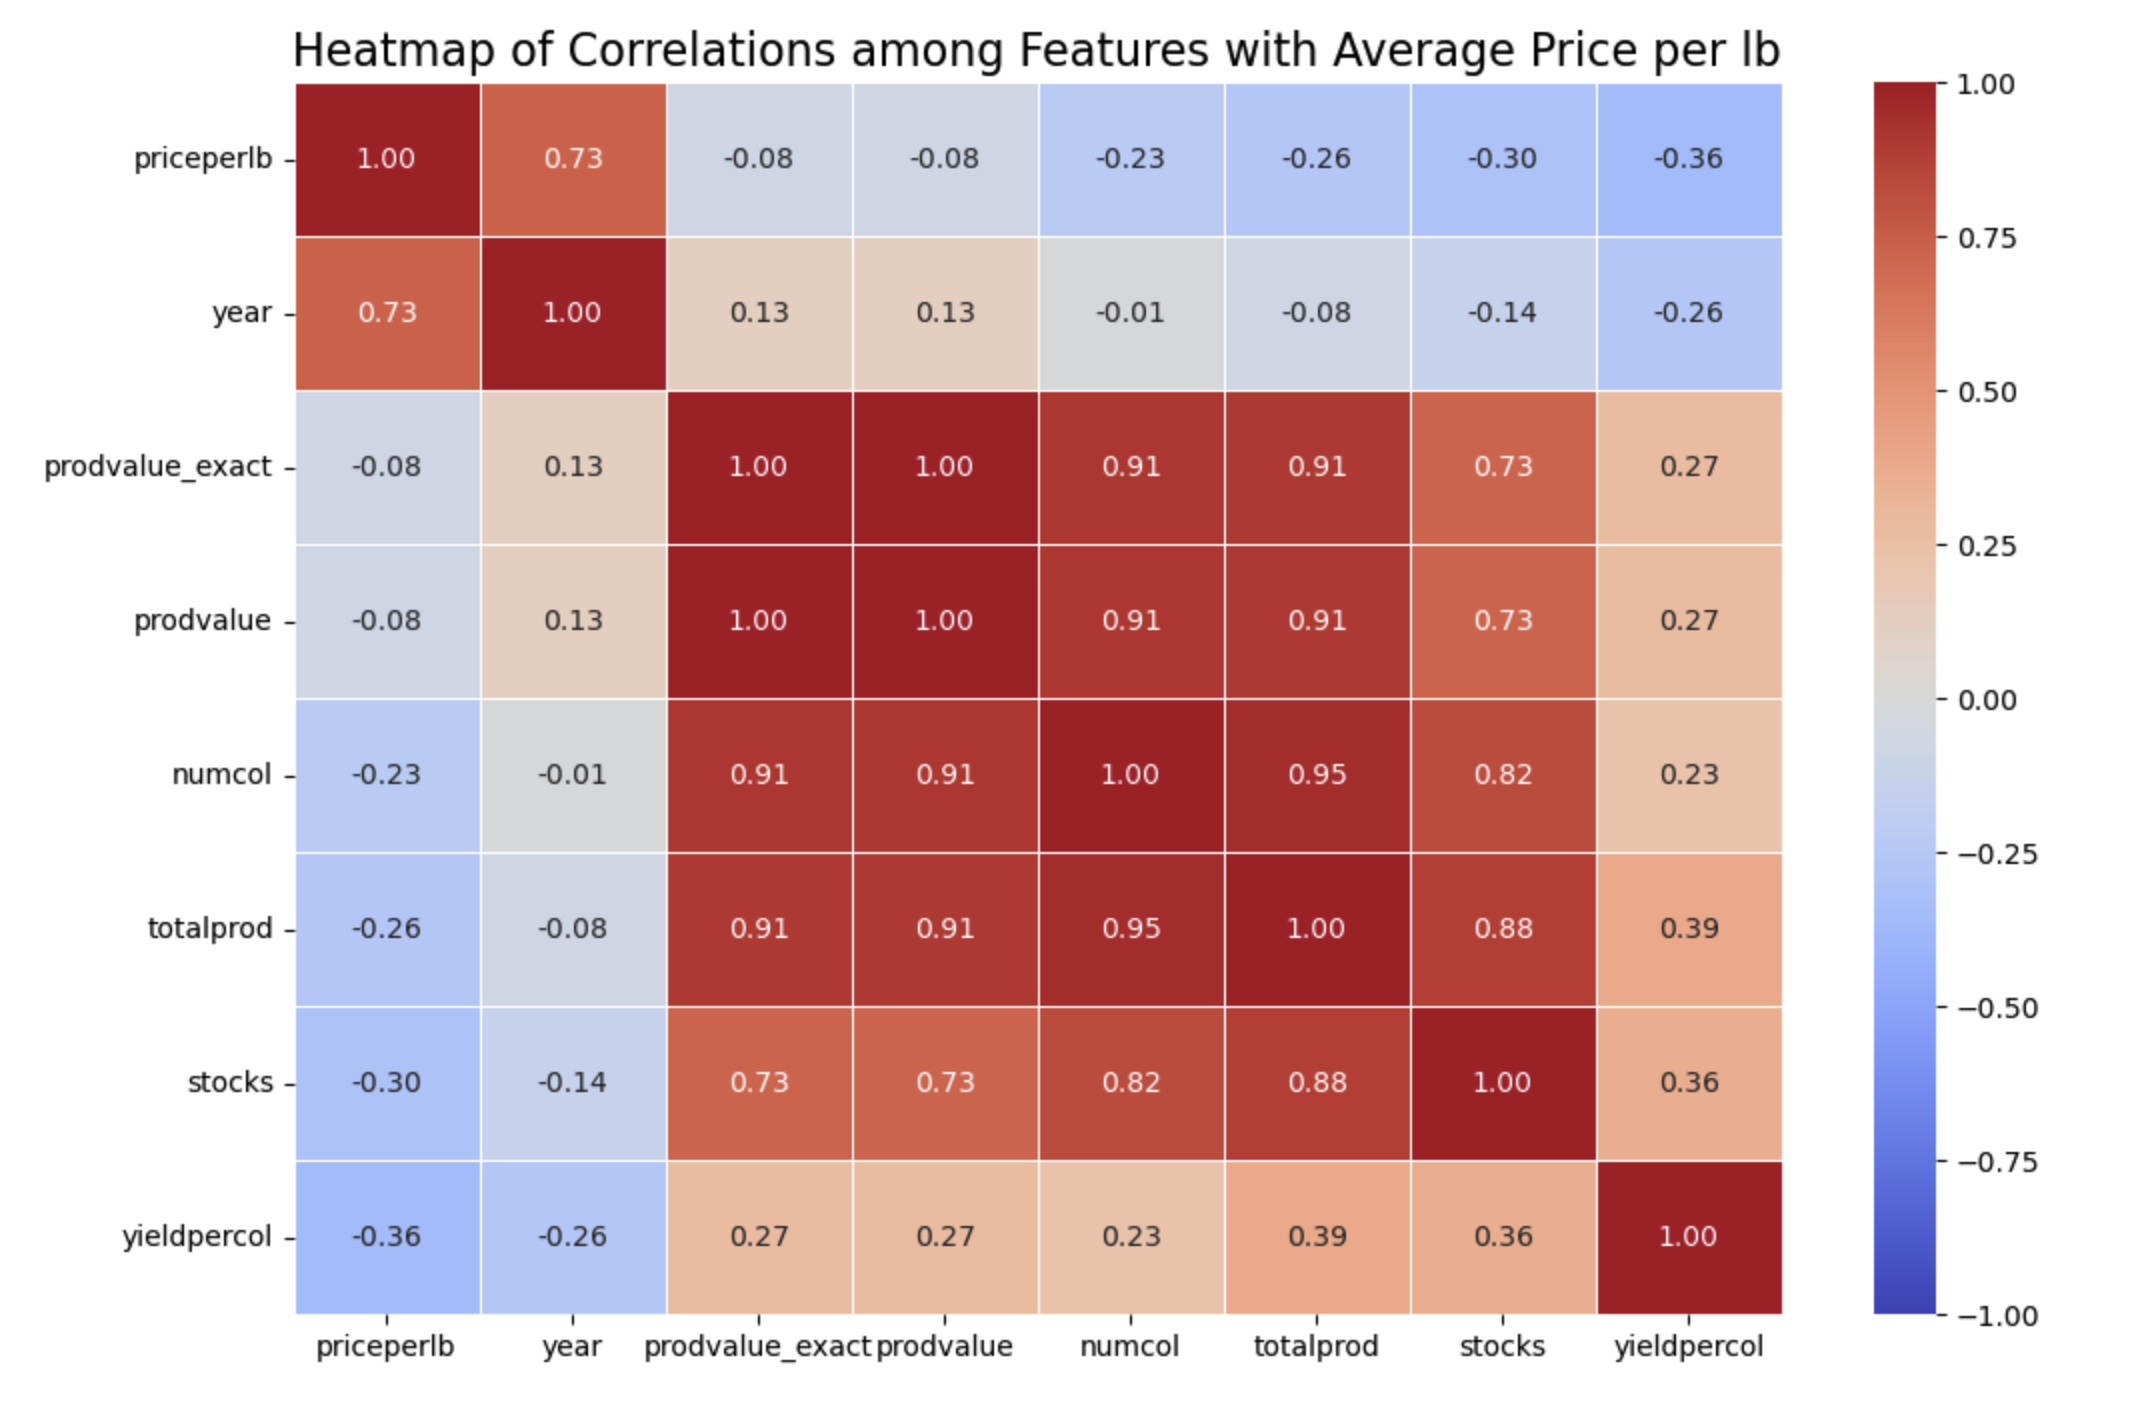 Heatmap of Correlations among Features with Average Price per lb
priceperlb 1.00 0.73 -0.08 -0.08 -0.23 -0.26 -0.30 -0.36
year 0.73 1.00 0.13 0.13 -0.01 -0.08 -0.14 -0.26
prodvalue_exact -0.08 0.13 1.00 1.00 0.91 0.91 0.73 0.27
prodvalue -0.08 0.13 1.00 1.00 0.91 0.91 0.73 0.27
numcol -0.23 -0.01 0.91 0.91 1.00 0.95 0.82 0.23
totalprod -0.26 -0.08 0.91 0.91 0.95 1.00 0.88 0.39
stocks -0.30 -0.14 0.73 0.73 0.82 0.88 1.00 0.36
yieldpercol -0.36 -0.26 0.27 0.27 0.23 0.39 0.36 1.00
priceperlb year prodvalue_exact prodvalue numcol totalprod stocks yieldpercol
1.00
0.75
0.50
0.25
0.00
−0.25
−0.50
−0.75
−1.00